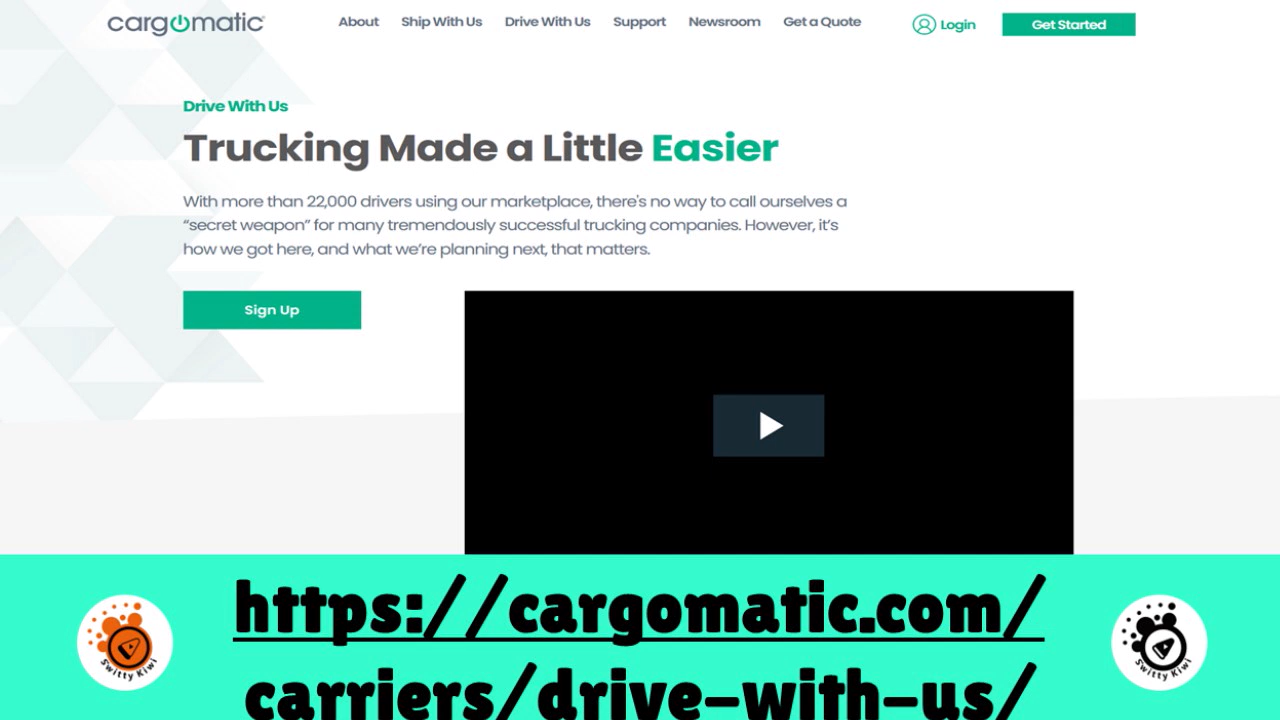 cargomatic
About Ship With Us Drive With Us Support Newsroom Get a Quote Login Get Started
Drive With Us
Trucking Made a Little Easier
With more than 22,000 drivers using our marketplace, there's no way to call ourselves a
“secret weapon” for many tremendously successful trucking companies. However, it’s
how we got here, and what we’re planning next, that matters.
Sign Up
https://cargomatic.com/
carriers/drive-with-us/
Switty Kiwi
Switty Kiwi